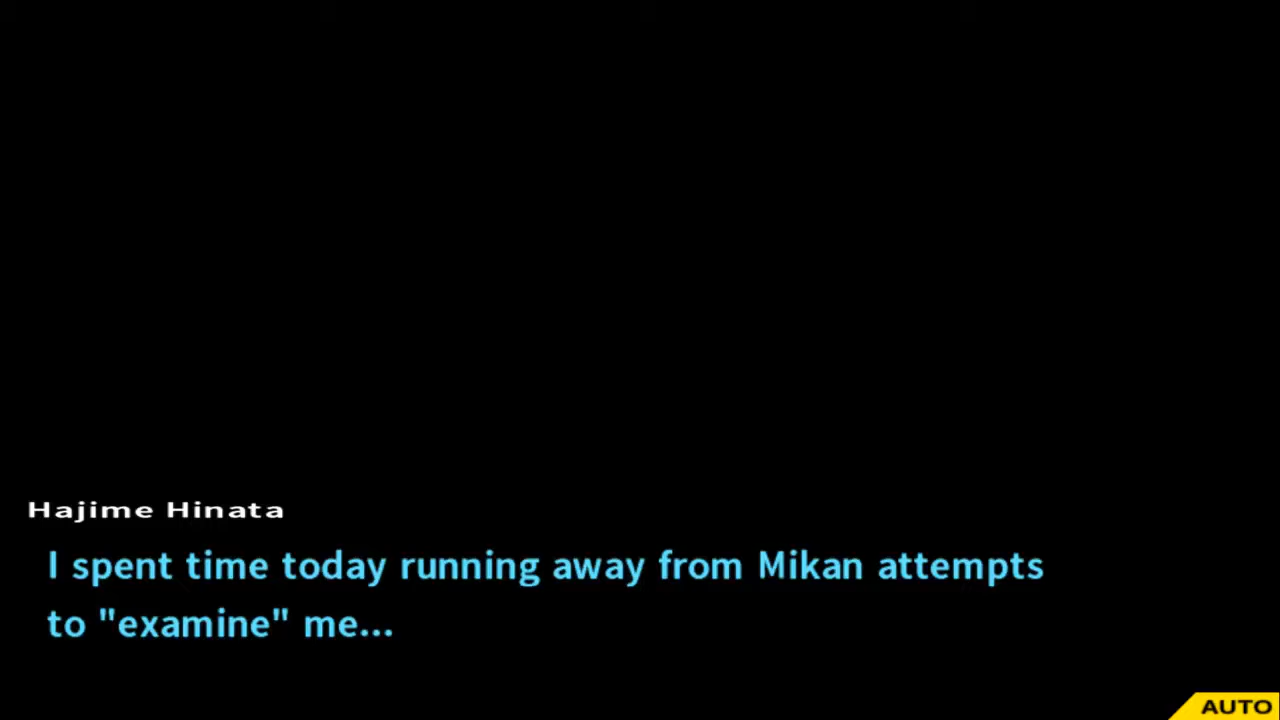 Hajime Hinata
I spent time today running away from Mikan attempts
to "examine" me...
AUTO